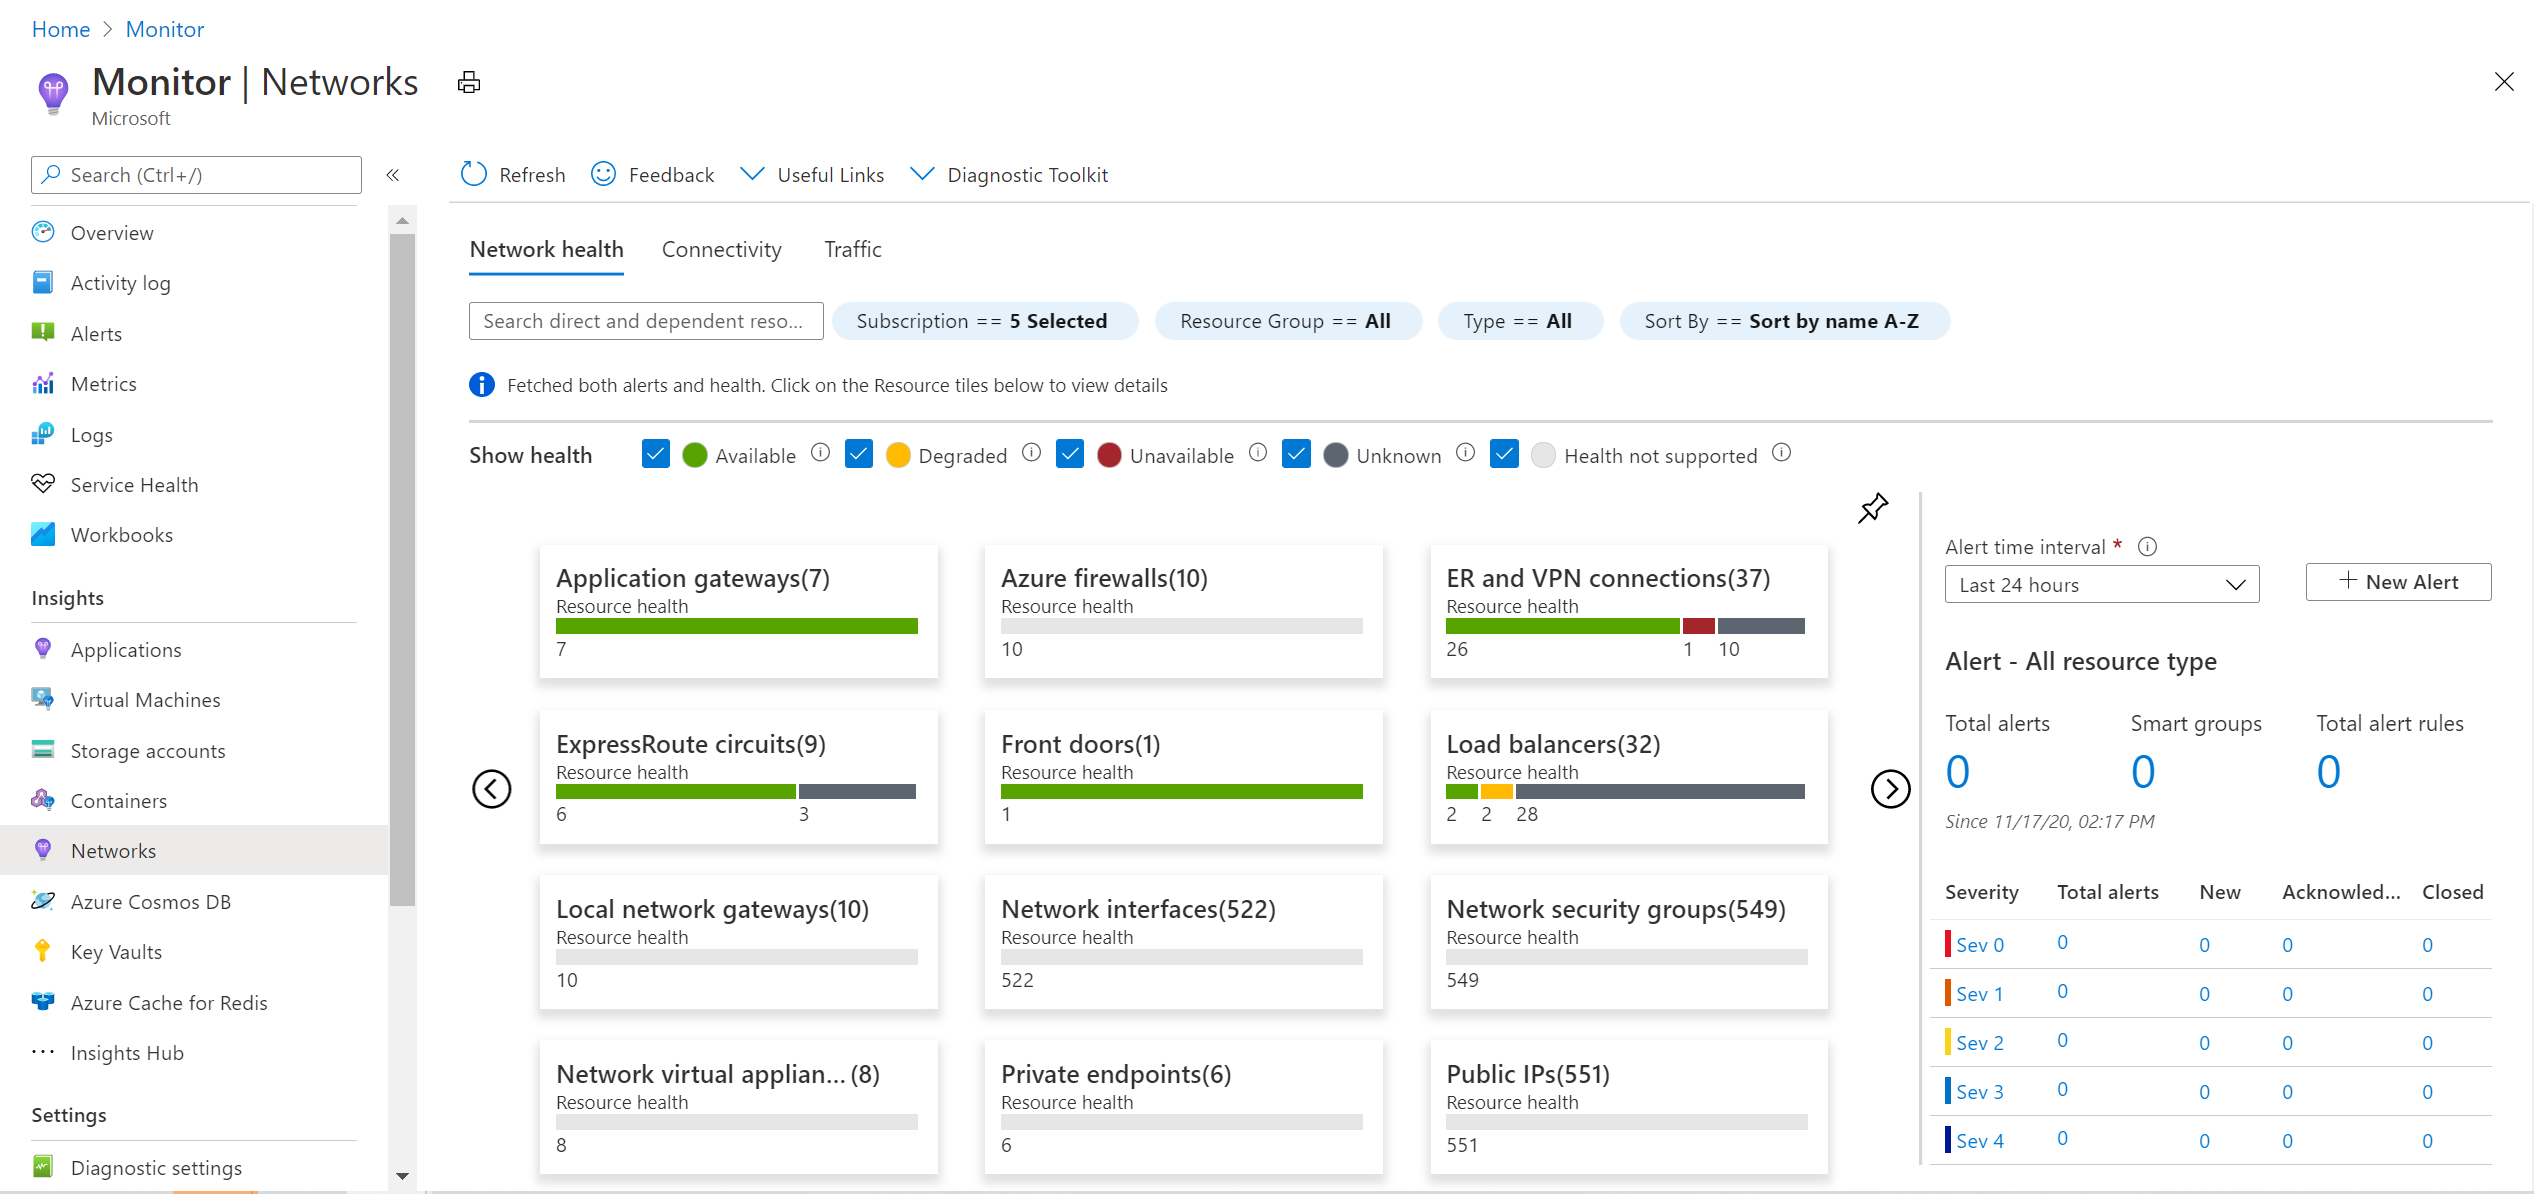 Home > Monitor
Monitor | Networks
Microsoft
Search (Ctrl+/)
«
Overview
Activity log
Alerts
Metrics
Logs
Service Health
Workbooks
Insights
Applications
Virtual Machines
Storage accounts
Containers
Networks
Azure Cosmos DB
Key Vaults
Azure Cache for Redis
Insights Hub
Settings
Diagnostic settings
Refresh Feedback Useful Links Diagnostic Toolkit
Network health Connectivity Traffic
Search direct and dependent reso... Subscription == 5 Selected Resource Group == All Type == All Sort By == Sort by name A-Z
Fetched both alerts and health. Click on the Resource tiles below to view details
Show health Available Degraded Unavailable Unknown Health not supported
Application gateways(7)
Resource health
7
Azure firewalls(10)
Resource health
10
ER and VPN connections(37)
Resource health
26 1 10
ExpressRoute circuits(9)
Resource health
6 3
Front doors(1)
Resource health
1
Load balancers(32)
Resource health
2 2 28
Local network gateways(10)
Resource health
10
Network interfaces(522)
Resource health
522
Network security groups(549)
Resource health
549
Network virtual applian... (8)
Resource health
8
Private endpoints(6)
Resource health
6
Public IPs(551)
Resource health
551
Alert time interval *
Last 24 hours
+ New Alert
Alert - All resource type
Total alerts Smart groups Total alert rules
0 0 0
Since 11/17/20, 02:17 PM
Severity Total alerts New Acknowled... Closed
Sev 0 0 0 0 0
Sev 1 0 0 0 0
Sev 2 0 0 0 0
Sev 3 0 0 0 0
Sev 4 0 0 0 0